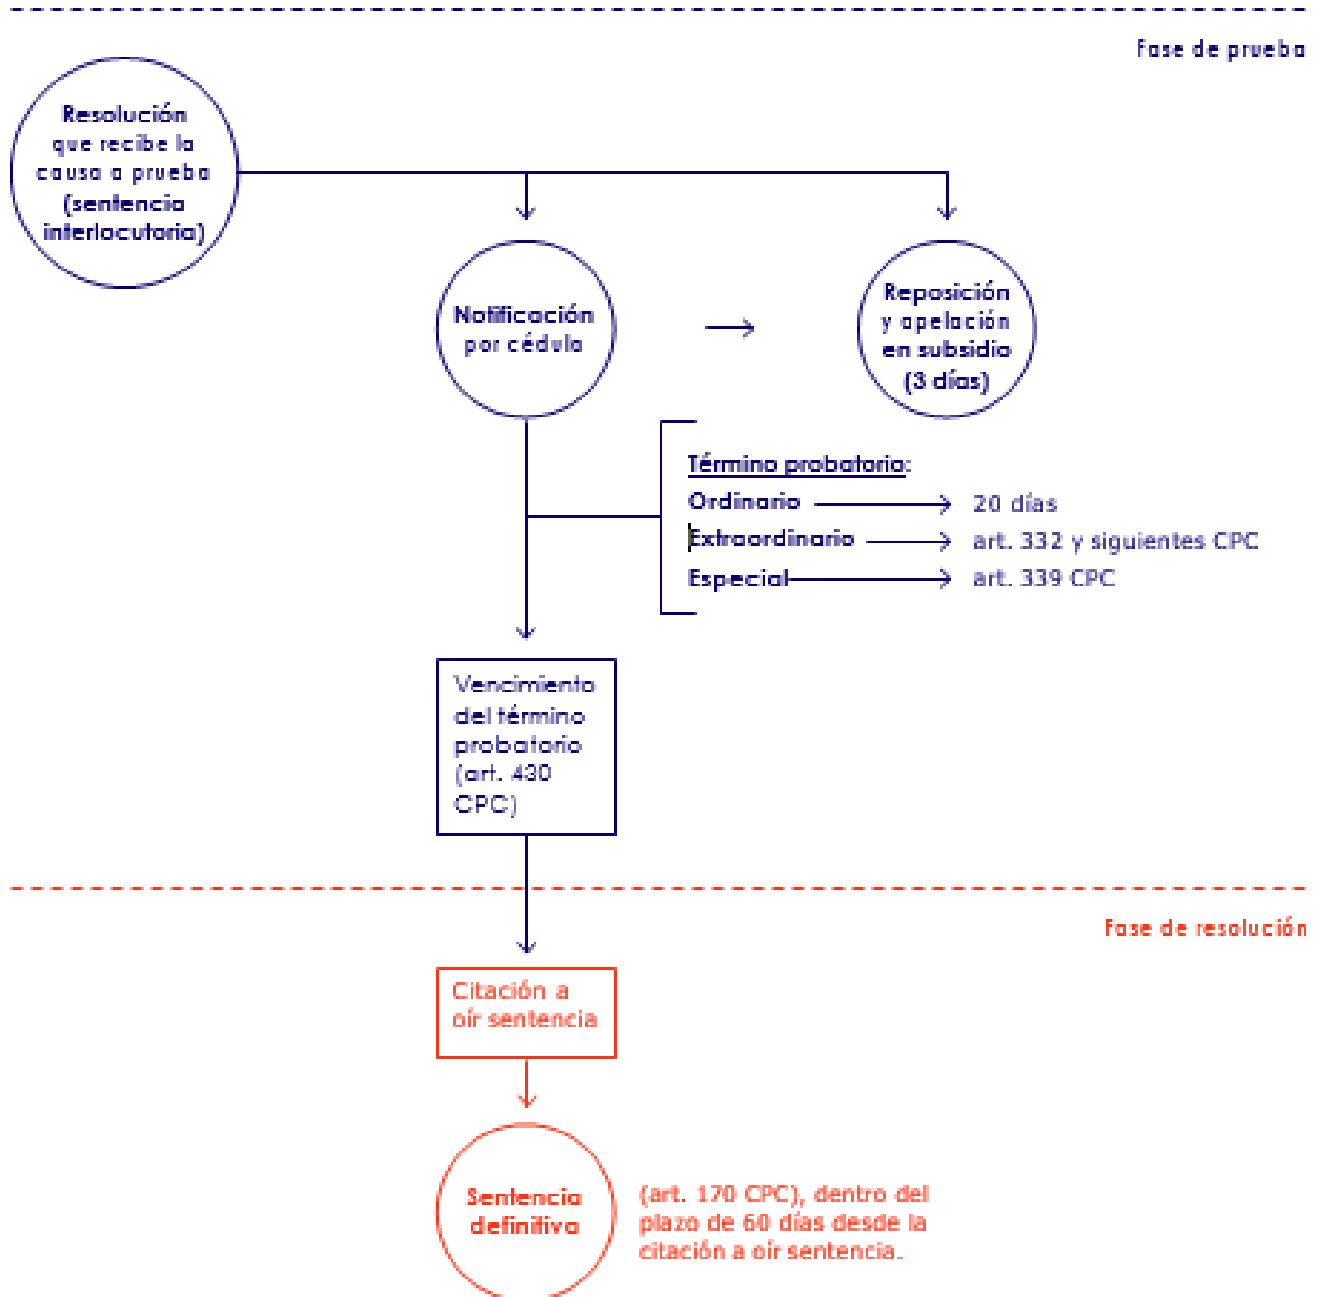 Fase de prueba
Resolución
que recibe la
causa a prueba
(sentencia
interlocutoria)
Notificación
por cédula
Reposición
y apelación
en subsidio
(3 días)
Término probatorio:
Ordinario
20 días
Extraordinario
art. 332 y siguientes CPC
Especial
art. 339 CPC
Vencimiento
del término
probatorio
(art. 430
CPC)
Fase de resolución
Citación a
oír sentencia
Sentencia
definitiva
(art. 170 CPC), dentro del
plazo de 60 días desde la
citación a oír sentencia.